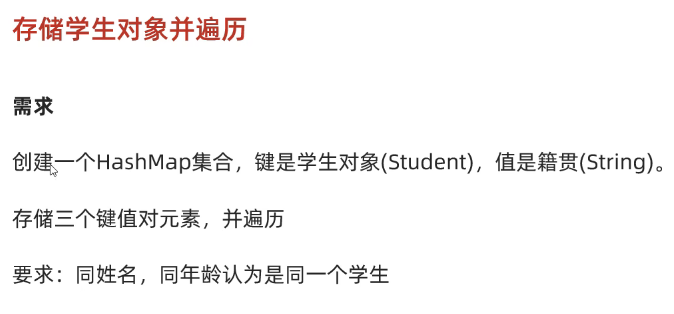 存储学生对象并遍历
需求
创建一个HashMap集合，键是学生对象(Student)，值是籍贯(String)。
存储三个键值对元素，并遍历
要求：同姓名，同年龄认为是同一个学生